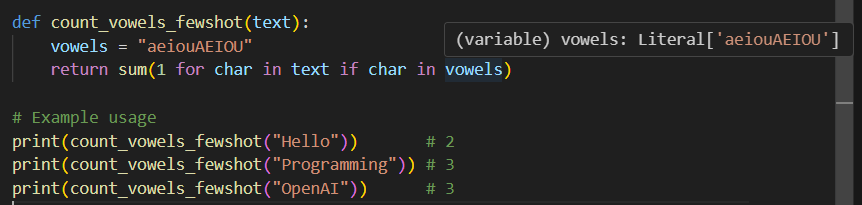 def count_vowels_fewshot(text):
    vowels = "aeiouAEIOU"
(variable) vowels: Literal['aeiouAEIOU']
    return sum(1 for char in text if char in vowels)

# Example usage
print(count_vowels_fewshot("Hello"))       # 2
print(count_vowels_fewshot("Programming")) # 3
print(count_vowels_fewshot("OpenAI"))      # 3